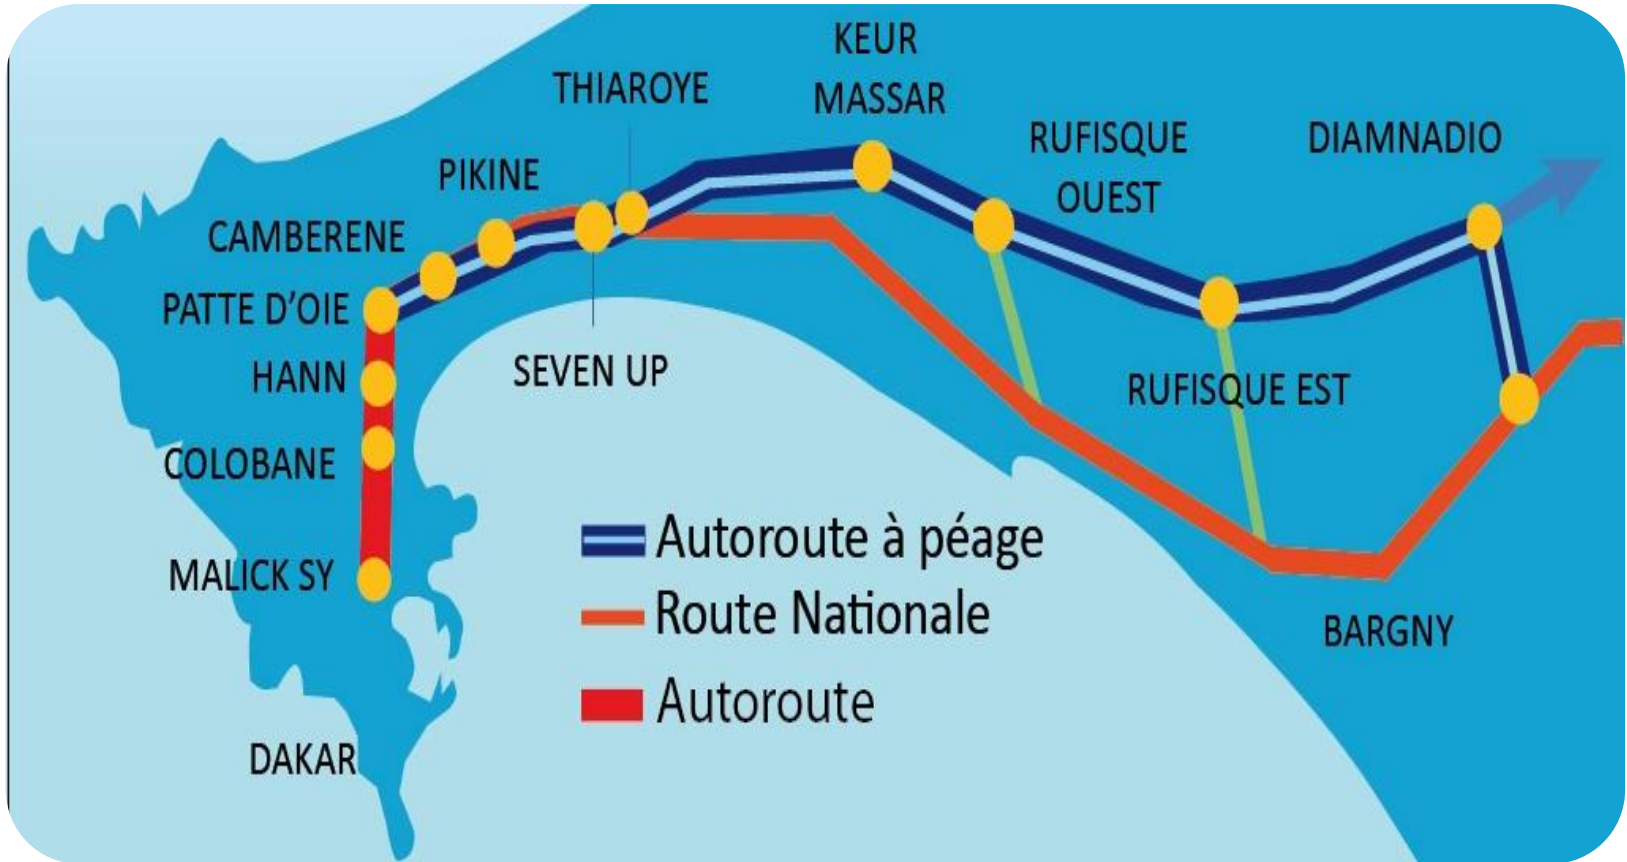 KEUR
MASSAR
THIAROYE
RUFISQUE
OUEST
DIAMNADIO
PIKINE
CAMBERENE
PATTE D'OIE
HANN
SEVEN UP
RUFISQUE EST
COLOBANE
MALICK SY
Autoroute à péage
Route Nationale
Autoroute
BARGNY
DAKAR